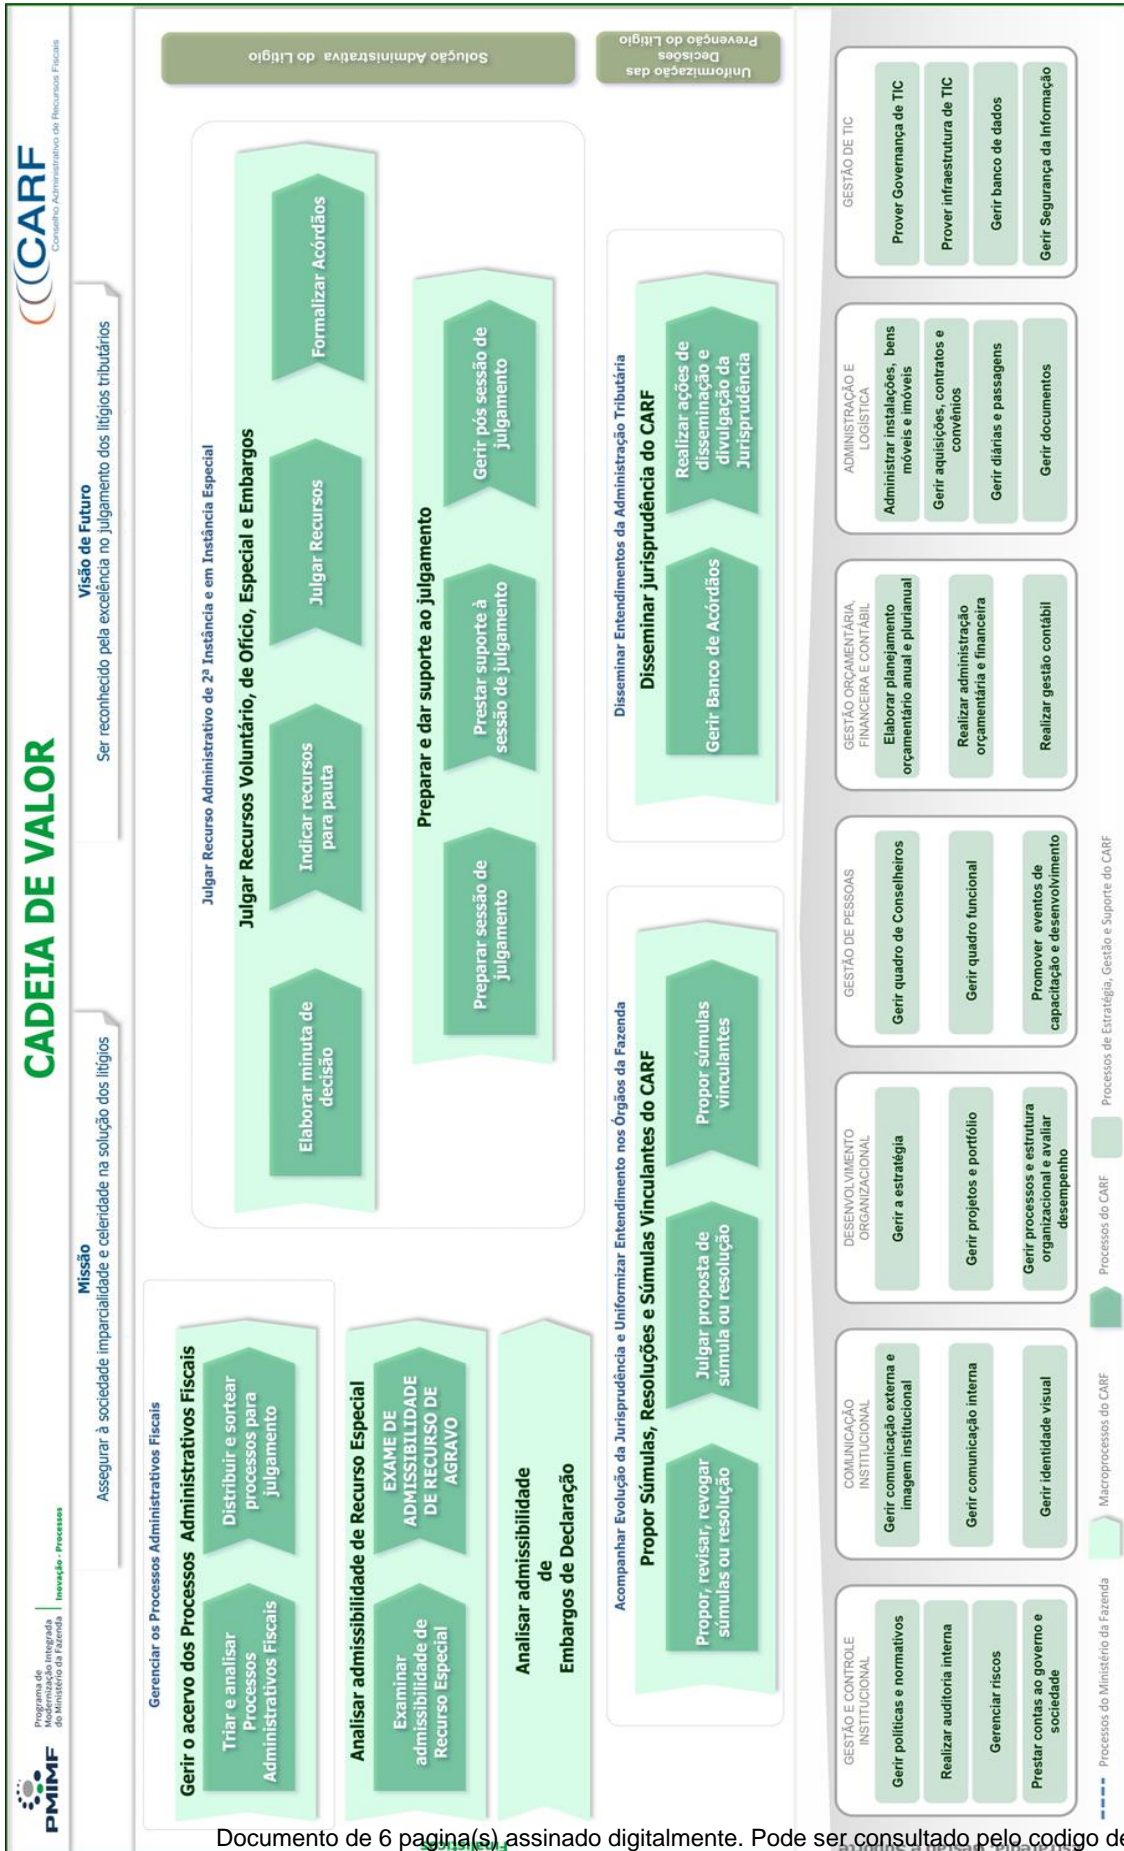 PMIMF
Programa de
Modernização Integrada
do Ministério da Fazenda
Inovação - Processos
CADEIA DE VALOR
CARF
Conselho Administrativo de Recursos Fiscais
Missão
Assegurar à sociedade imparcialidade e celeridade na solução dos litígios
Visão de Futuro
Ser reconhecido pela excelência no julgamento dos litígios tributários
Finalísticos
Gerenciar os Processos Administrativos Fiscais
Gerir o acervo dos Processos Administrativos Fiscais
Triar e analisar
Processos
Administrativos Fiscais
Distribuir e sortear
processos para
julgamento
Analisar admissibilidade de Recurso Especial
Examinar
admissibilidade de
Recurso Especial
EXAME DE
ADMISSIBILIDADE
DE RECURSO DE
AGRAVO
Analisar admissibilidade
de
Embargos de Declaração
Julgar Recurso Administrativo de 2ª Instância e em Instância Especial
Julgar Recursos Voluntário, de Ofício, Especial e Embargos
Elaborar minuta de
decisão
Indicar recursos
para pauta
Julgar Recursos
Formalizar Acórdãos
Preparar e dar suporte ao julgamento
Preparar sessão de
julgamento
Prestar suporte à
sessão de julgamento
Gerir pós sessão de
julgamento
Solução Administrativa do Litígio
Acompanhar Evolução da Jurisprudência e Uniformizar Entendimento nos Órgãos da Fazenda
Propor Súmulas, Resoluções e Súmulas Vinculantes do CARF
Propor, revisar, revogar
súmulas ou resolução
Julgar proposta de
súmula ou resolução
Propor súmulas
vinculantes
Disseminar Entendimentos da Administração Tributária
Disseminar jurisprudência do CARF
Gerir Banco de Acórdãos
Realizar ações de
disseminação e
divulgação da
Jurisprudência
Uniformização das
Decisões
Prevenção do Litígio
Estratégia, Gestão e Suporte
GESTÃO E CONTROLE
INSTITUCIONAL
Gerir políticas e normativos
Realizar auditoria interna
Gerenciar riscos
Prestar contas ao governo e
sociedade
COMUNICAÇÃO
INSTITUCIONAL
Gerir comunicação externa e
imagem institucional
Gerir comunicação interna
Gerir identidade visual
DESENVOLVIMENTO
ORGANIZACIONAL
Gerir a estratégia
Gerir projetos e portfólio
Gerir processos e estrutura
organizacional e avaliar
desempenho
GESTÃO DE PESSOAS
Gerir quadro de Conselheiros
Gerir quadro funcional
Promover eventos de
capacitação e desenvolvimento
GESTÃO ORÇAMENTÁRIA,
FINANCEIRA E CONTÁBIL
Elaborar planejamento
orçamentário anual e plurianual
Realizar administração
orçamentária e financeira
Realizar gestão contábil
ADMINISTRAÇÃO E
LOGÍSTICA
Administrar instalações, bens
móveis e imóveis
Gerir aquisições, contratos e
convênios
Gerir diárias e passagens
Gerir documentos
GESTÃO DE TIC
Prover Governança de TIC
Prover infraestrutura de TIC
Gerir banco de dados
Gerir Segurança da Informação
Processos do Ministério da Fazenda
Macroprocessos do CARF
Processos do CARF
Processos de Estratégia, Gestão e Suporte do CARF
Documento de 6 pagina(s) assinado digitalmente. Pode ser consultado pelo codigo de